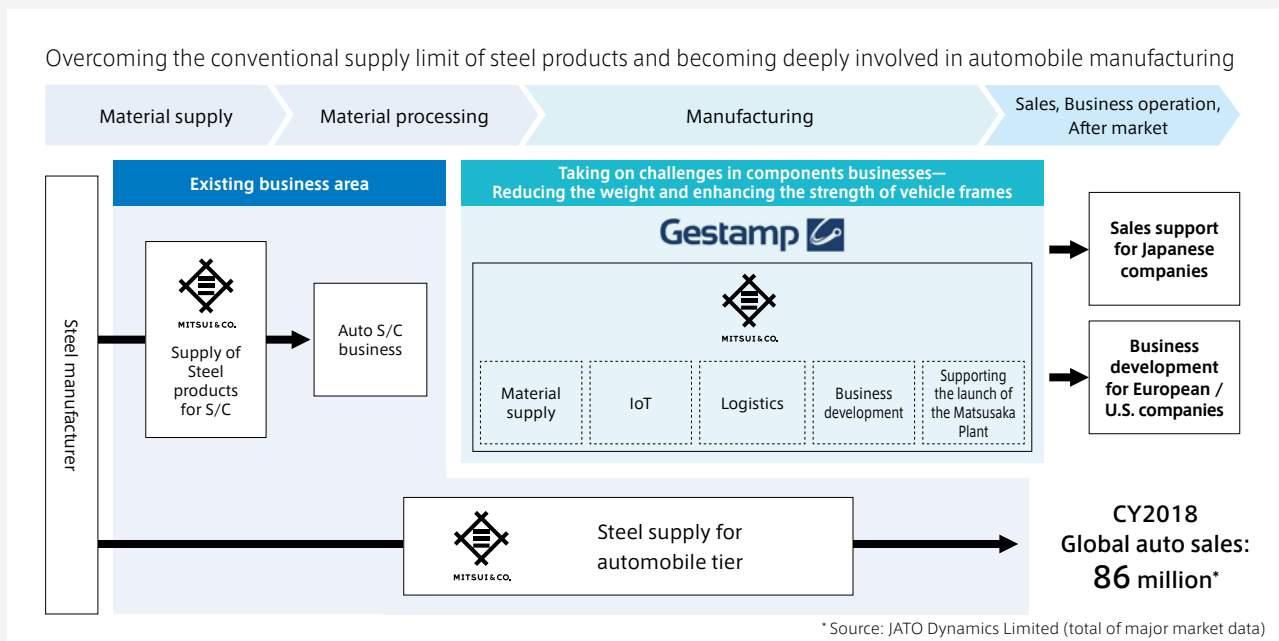 Overcoming the conventional supply limit of steel products and becoming deeply involved in automobile manufacturing
Material supply
Material processing
Manufacturing
Sales, Business operation,
After market
Existing business area
Taking on challenges in components businesses—
Reducing the weight and enhancing the strength of vehicle frames
Steel manufacturer
MITSUI & CO.
Supply of
Steel
products
for S/C
Auto S/C
business
Gestamp
MITSUI & CO.
Material
supply
IoT
Logistics
Business
development
Supporting
the launch of
the Matsusaka
Plant
Sales support
for Japanese
companies
Business
development
for European /
U.S. companies
MITSUI & CO.
Steel supply for
automobile tier
CY2018
Global auto sales:
86 million*
* Source: JATO Dynamics Limited (total of major market data)